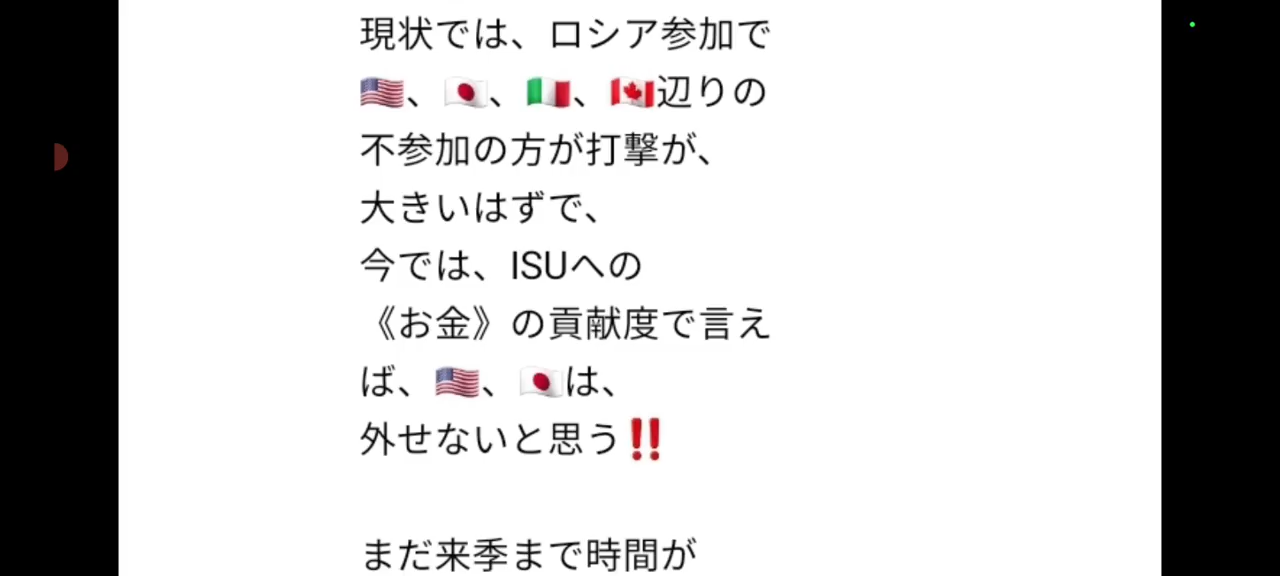 現状では、ロシア参加で
🇺🇸、🇯🇵、🇮🇹、🇨🇦辺りの
不参加の方が打撃が、
大きいはずで、
今では、ISUへの
《お金》の貢献度で言え
ば、🇺🇸、🇯🇵は、
外せないと思う‼️
まだ来季まで時間が